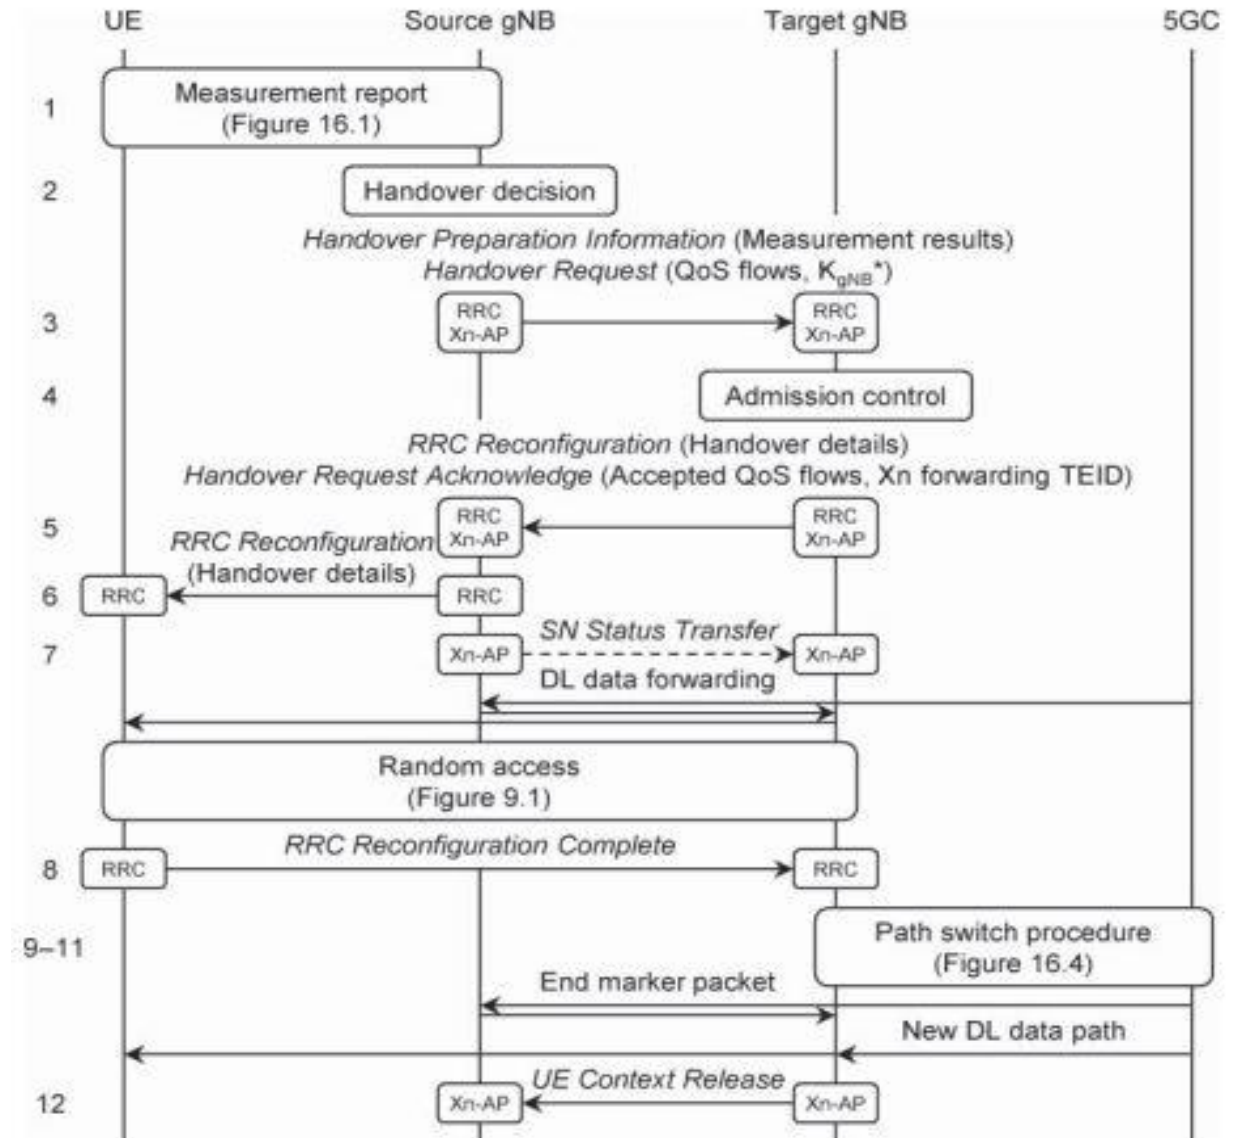 UE Source gNB Target gNB 5GC
1 Measurement report
(Figure 16.1)
2 Handover decision
Handover Preparation Information (Measurement results)
Handover Request (QoS flows, KgNB*)
3 RRC Xn-AP RRC Xn-AP
4 Admission control
RRC Reconfiguration (Handover details)
Handover Request Acknowledge (Accepted QoS flows, Xn forwarding TEID)
5 RRC Xn-AP RRC Xn-AP
RRC Reconfiguration
(Handover details)
6 RRC RRC
SN Status Transfer
7 Xn-AP Xn-AP
DL data forwarding
Random access
(Figure 9.1)
RRC Reconfiguration Complete
8 RRC RRC
9–11 Path switch procedure
(Figure 16.4)
End marker packet
New DL data path
UE Context Release
12 Xn-AP Xn-AP